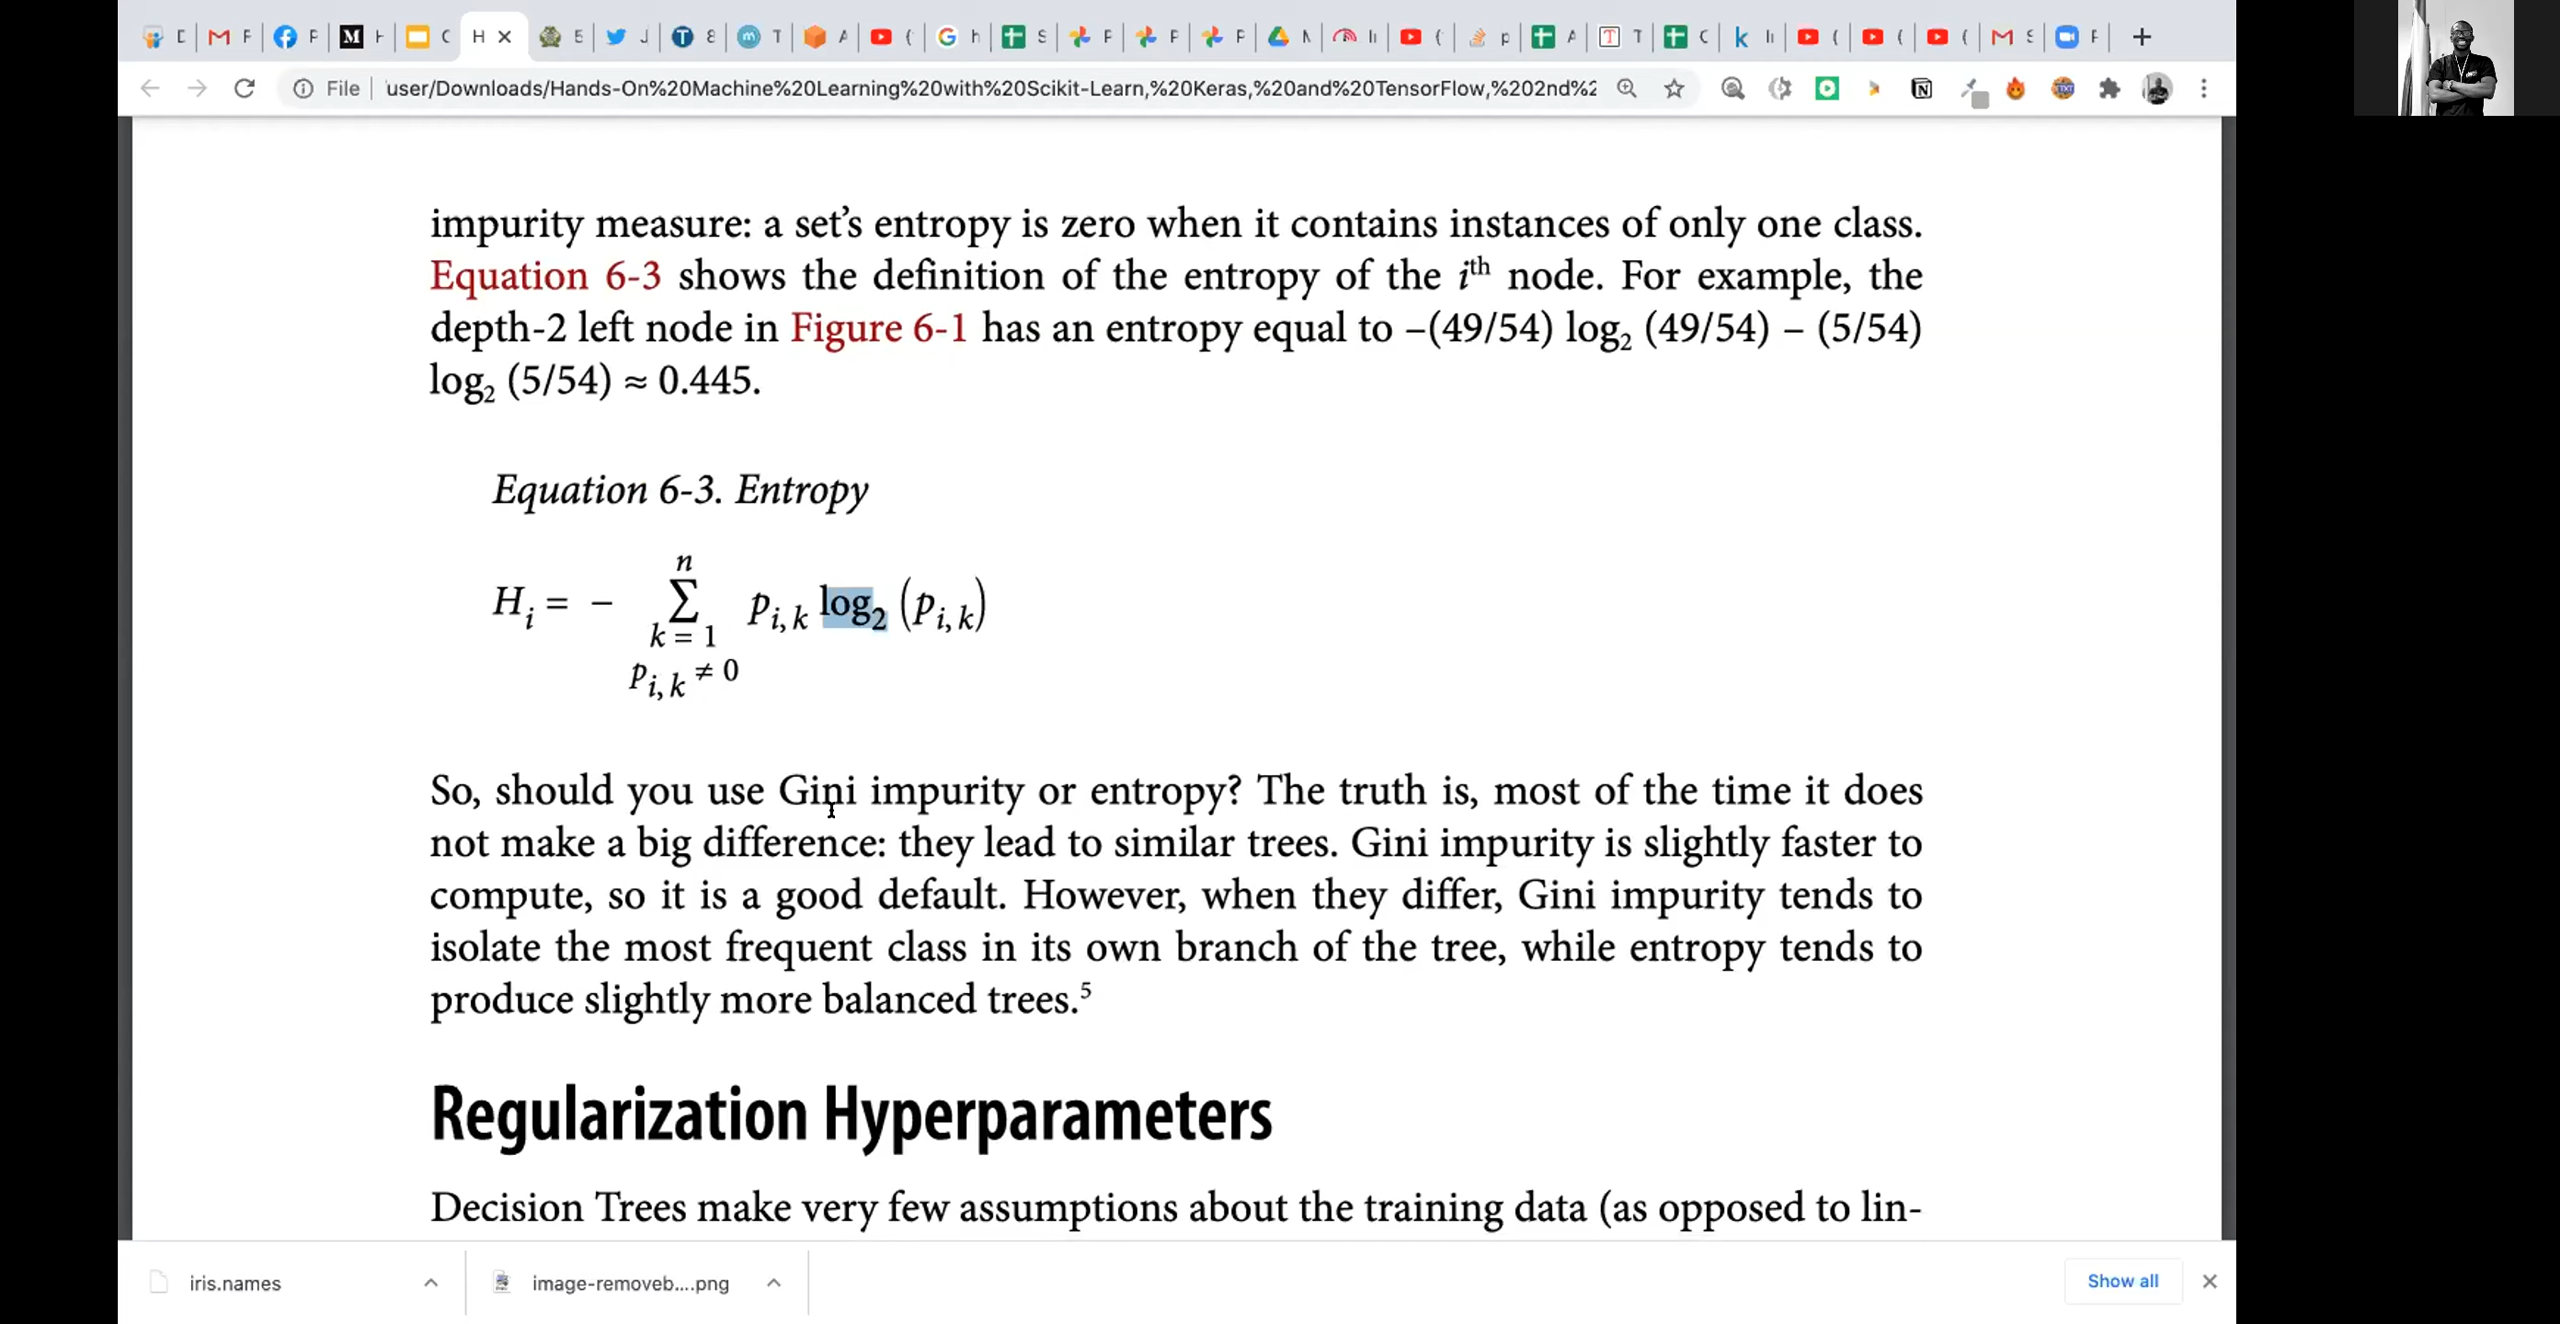 File 'user/Downloads/Hands-On%20Machine%20Learning%20with%20Scikit-Learn,%20Keras,%20and%20TensorFlow,%202nd%2
impurity measure: a set’s entropy is zero when it contains instances of only one class.
Equation 6-3 shows the definition of the entropy of the iᵗʰ node. For example, the
depth-2 left node in Figure 6-1 has an entropy equal to –(49/54) log₂ (49/54) – (5/54)
log₂ (5/54) ≈ 0.445.
Equation 6-3. Entropy
n
H_i = − Σ p_{i, k} log₂ (p_{i, k})
k = 1
p_{i, k} ≠ 0
So, should you use Gini impurity or entropy? The truth is, most of the time it does
not make a big difference: they lead to similar trees. Gini impurity is slightly faster to
compute, so it is a good default. However, when they differ, Gini impurity tends to
isolate the most frequent class in its own branch of the tree, while entropy tends to
produce slightly more balanced trees.⁵
Regularization Hyperparameters
Decision Trees make very few assumptions about the training data (as opposed to lin-
iris.names image-removeb....png Show all